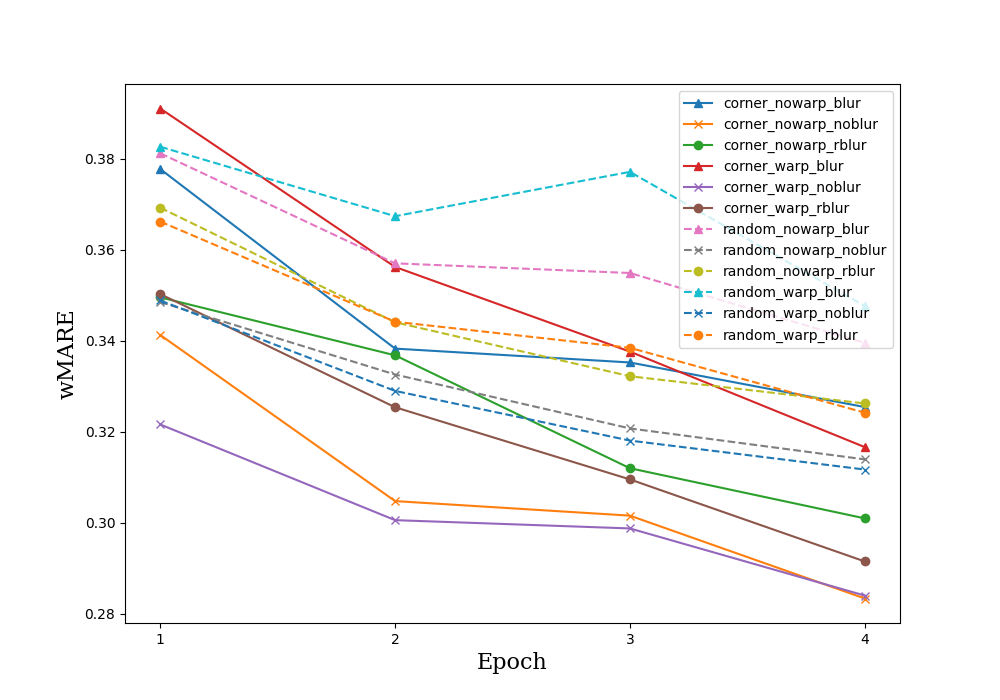 corner_nowarp_blur
corner_nowarp_noblur
corner_nowarp_rblur
corner_warp_blur
corner_warp_noblur
corner_warp_rblur
random_nowarp_blur
random_nowarp_noblur
random_nowarp_rblur
random_warp_blur
random_warp_noblur
random_warp_rblur
0.38
0.36
0.34
0.32
0.30
0.28
wMARE
1 2 3 4
Epoch